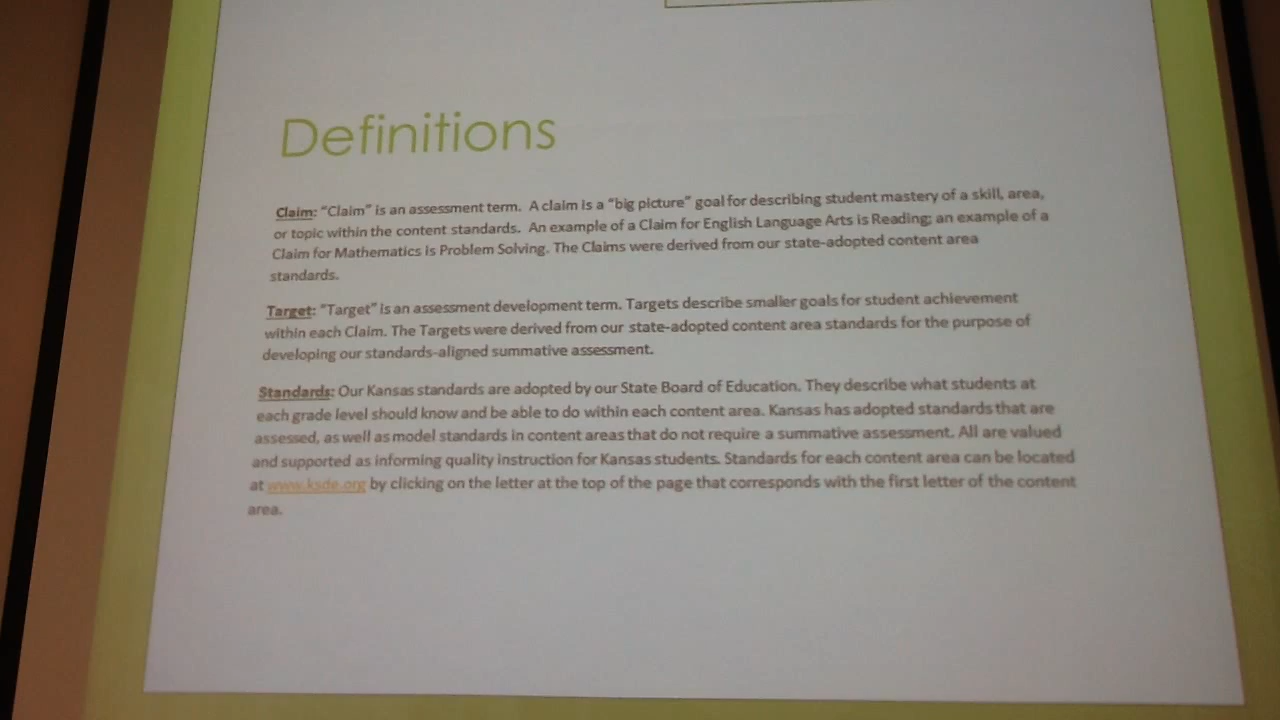 Definitions
Claim: "Claim" is an assessment term. A claim is a "big picture" goal for describing student mastery of a skill, area,
or topic within the content standards. An example of a Claim for English Language Arts is Reading; an example of a
Claim for Mathematics is Problem Solving. The Claims were derived from our state-adopted content area
standards.
Target: "Target" is an assessment development term. Targets describe smaller goals for student achievement
within each Claim. The Targets were derived from our state-adopted content area standards for the purpose of
developing our standards-aligned summative assessment.
Standards: Our Kansas standards are adopted by our State Board of Education. They describe what students at
each grade level should know and be able to do within each content area. Kansas has adopted standards that are
assessed, as well as model standards in content areas that do not require a summative assessment. All are valued
and supported as informing quality instruction for Kansas students. Standards for each content area can be located
at www.ksde.org by clicking on the letter at the top of the page that corresponds with the first letter of the content
area.